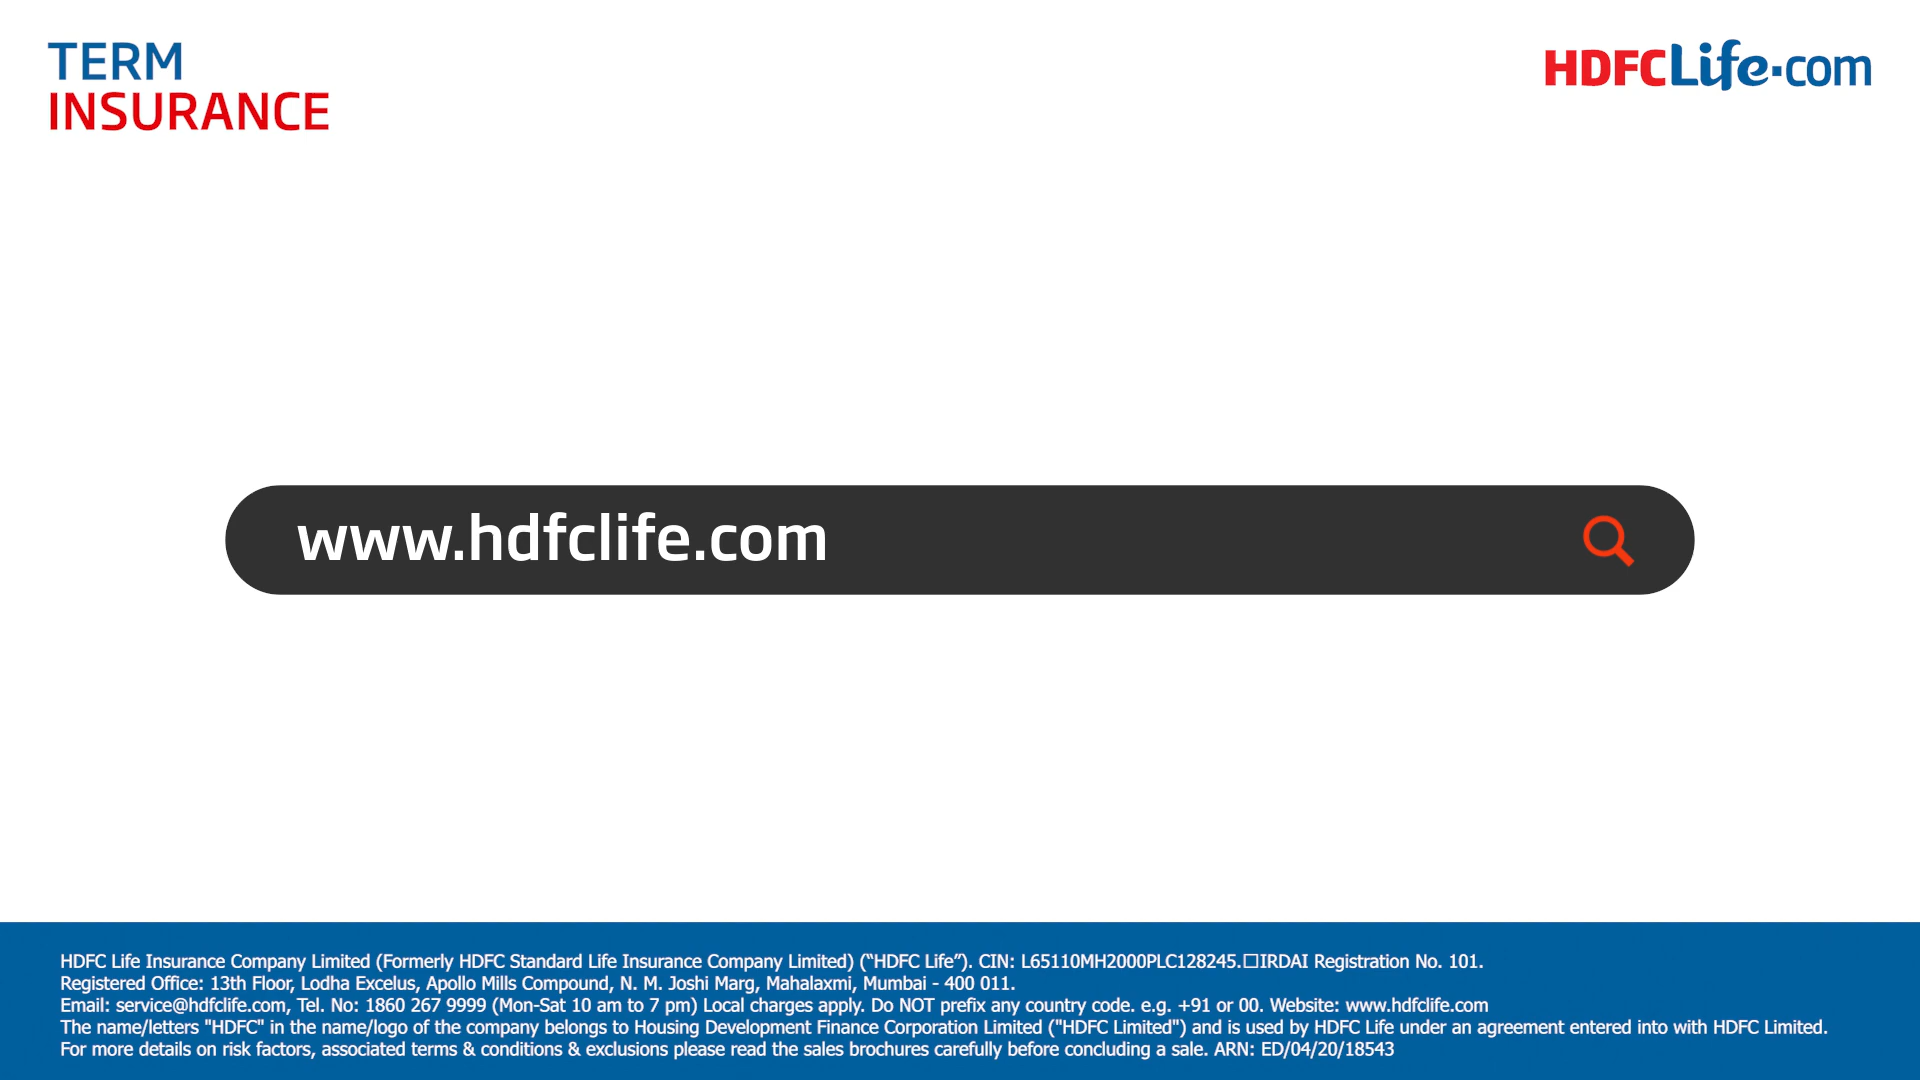 TERM
INSURANCE
HDFCLife.com
www.hdfclife.com
HDFC Life Insurance Company Limited (Formerly HDFC Standard Life Insurance Company Limited) (“HDFC Life”). CIN: L65110MH2000PLC128245.□IRDAI Registration No. 101.
Registered Office: 13th Floor, Lodha Excelus, Apollo Mills Compound, N. M. Joshi Marg, Mahalaxmi, Mumbai - 400 011.
Email: service@hdfclife.com, Tel. No: 1860 267 9999 (Mon-Sat 10 am to 7 pm) Local charges apply. Do NOT prefix any country code. e.g. +91 or 00. Website: www.hdfclife.com
The name/letters "HDFC" in the name/logo of the company belongs to Housing Development Finance Corporation Limited ("HDFC Limited") and is used by HDFC Life under an agreement entered into with HDFC Limited.
For more details on risk factors, associated terms & conditions & exclusions please read the sales brochures carefully before concluding a sale. ARN: ED/04/20/18543